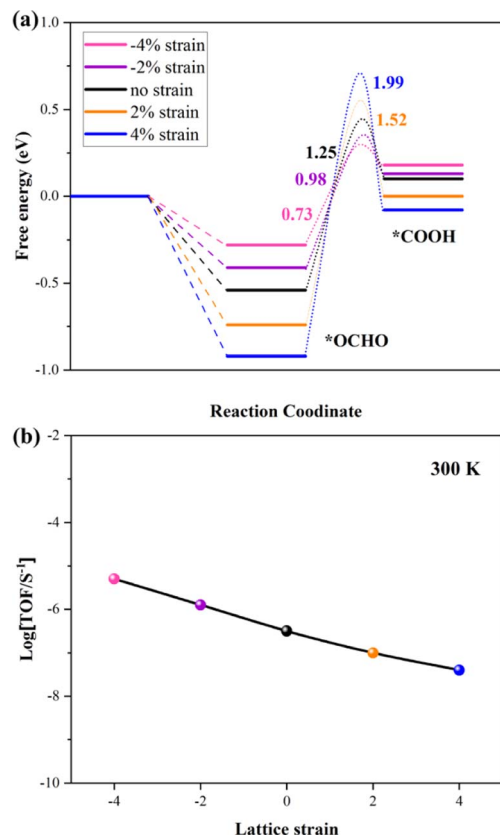 (a)
1.0
0.5
0.0
-0.5
-1.0
Free energy (eV)
-4% strain
-2% strain
no strain
2% strain
4% strain
1.99
1.52
1.25
0.98
0.73
*COOH
*OCHO
Reaction Coodinate
(b)
-2
-4
-6
-8
-10
Log[TOF/S⁻¹]
300 K
-4
-2
0
2
4
Lattice strain